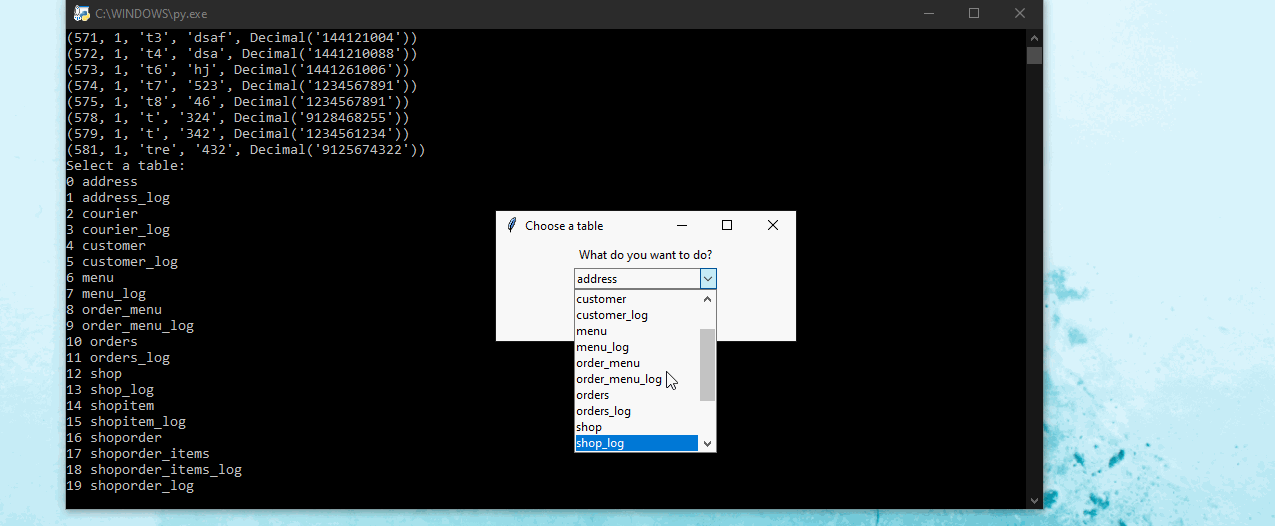 C:\WINDOWS\py.exe
(571, 1, 't3', 'dsaf', Decimal('144121004'))
(572, 1, 't4', 'dsa', Decimal('1441210088'))
(573, 1, 't6', 'hj', Decimal('1441261006'))
(574, 1, 't7', '523', Decimal('1234567891'))
(575, 1, 't8', '46', Decimal('1234567891'))
(578, 1, 't', '324', Decimal('9128468255'))
(579, 1, 't', '342', Decimal('1234561234'))
(581, 1, 'tre', '432', Decimal('9125674322'))
Select a table:
0 address
1 address_log
2 courier
3 courier_log
4 customer
5 customer_log
6 menu
7 menu_log
8 order_menu
9 order_menu_log
10 orders
11 orders_log
12 shop
13 shop_log
14 shopitem
15 shopitem_log
16 shoporder
17 shoporder_items
18 shoporder_items_log
19 shoporder_log
Choose a table
What do you want to do?
address
customer
customer_log
menu
menu_log
order_menu
order_menu_log
orders
orders_log
shop
shop_log